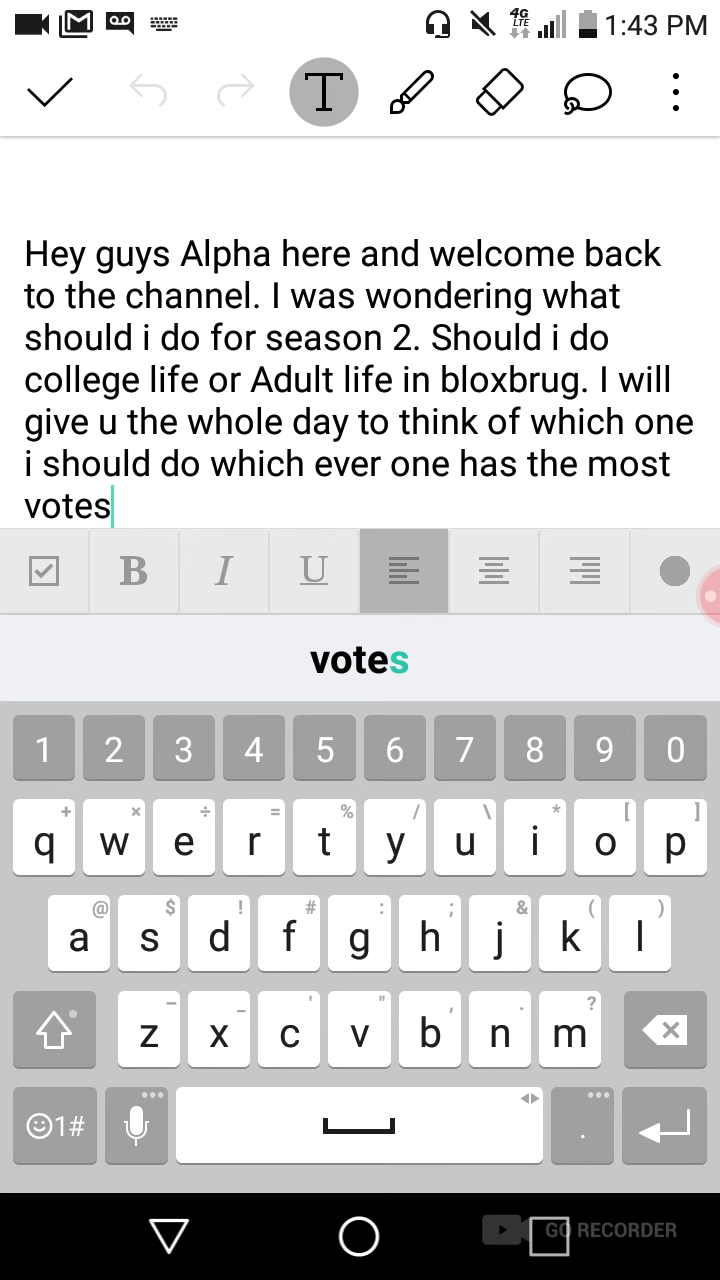 4G
LTE
1:43 PM
T
Hey guys Alpha here and welcome back
to the channel. I was wondering what
should i do for season 2. Should i do
college life or Adult life in bloxbrug. I will
give u the whole day to think of which one
i should do which ever one has the most
votes
B I U
votes
1 2 3 4 5 6 7 8 9 0
+ × ÷ = % / \ * [ ]
q w e r t y u i o p
@ $ ! # : ; & ( )
a s d f g h j k l
– _ ' " , . ?
z x c v b n m
1# .
GO RECORDER